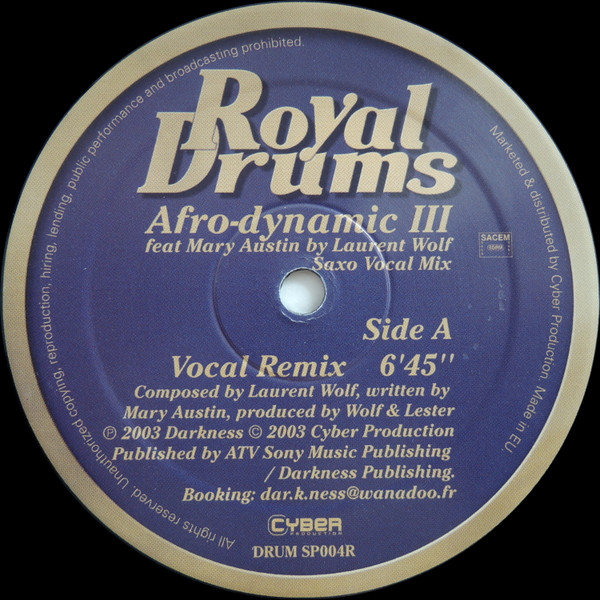 Royal
Drums
Afro-dynamic III
feat Mary Austin by Laurent Wolf
Saxo Vocal Mix
SACEM
Side A
Vocal Remix 6'45''
Composed by Laurent Wolf, written by
Mary Austin, produced by Wolf & Lester
℗ 2003 Darkness © 2003 Cyber Production
Published by ATV Sony Music Publishing
/ Darkness Publishing.
Booking: dar.k.ness@wanadoo.fr
CYBER
PRODUCTION
DRUM SP004R
All rights reserved. Unauthorized copying, reproduction, hiring, lending, public performance and broadcasting prohibited.
Marketed & distributed by Cyber Production. Made in EU.